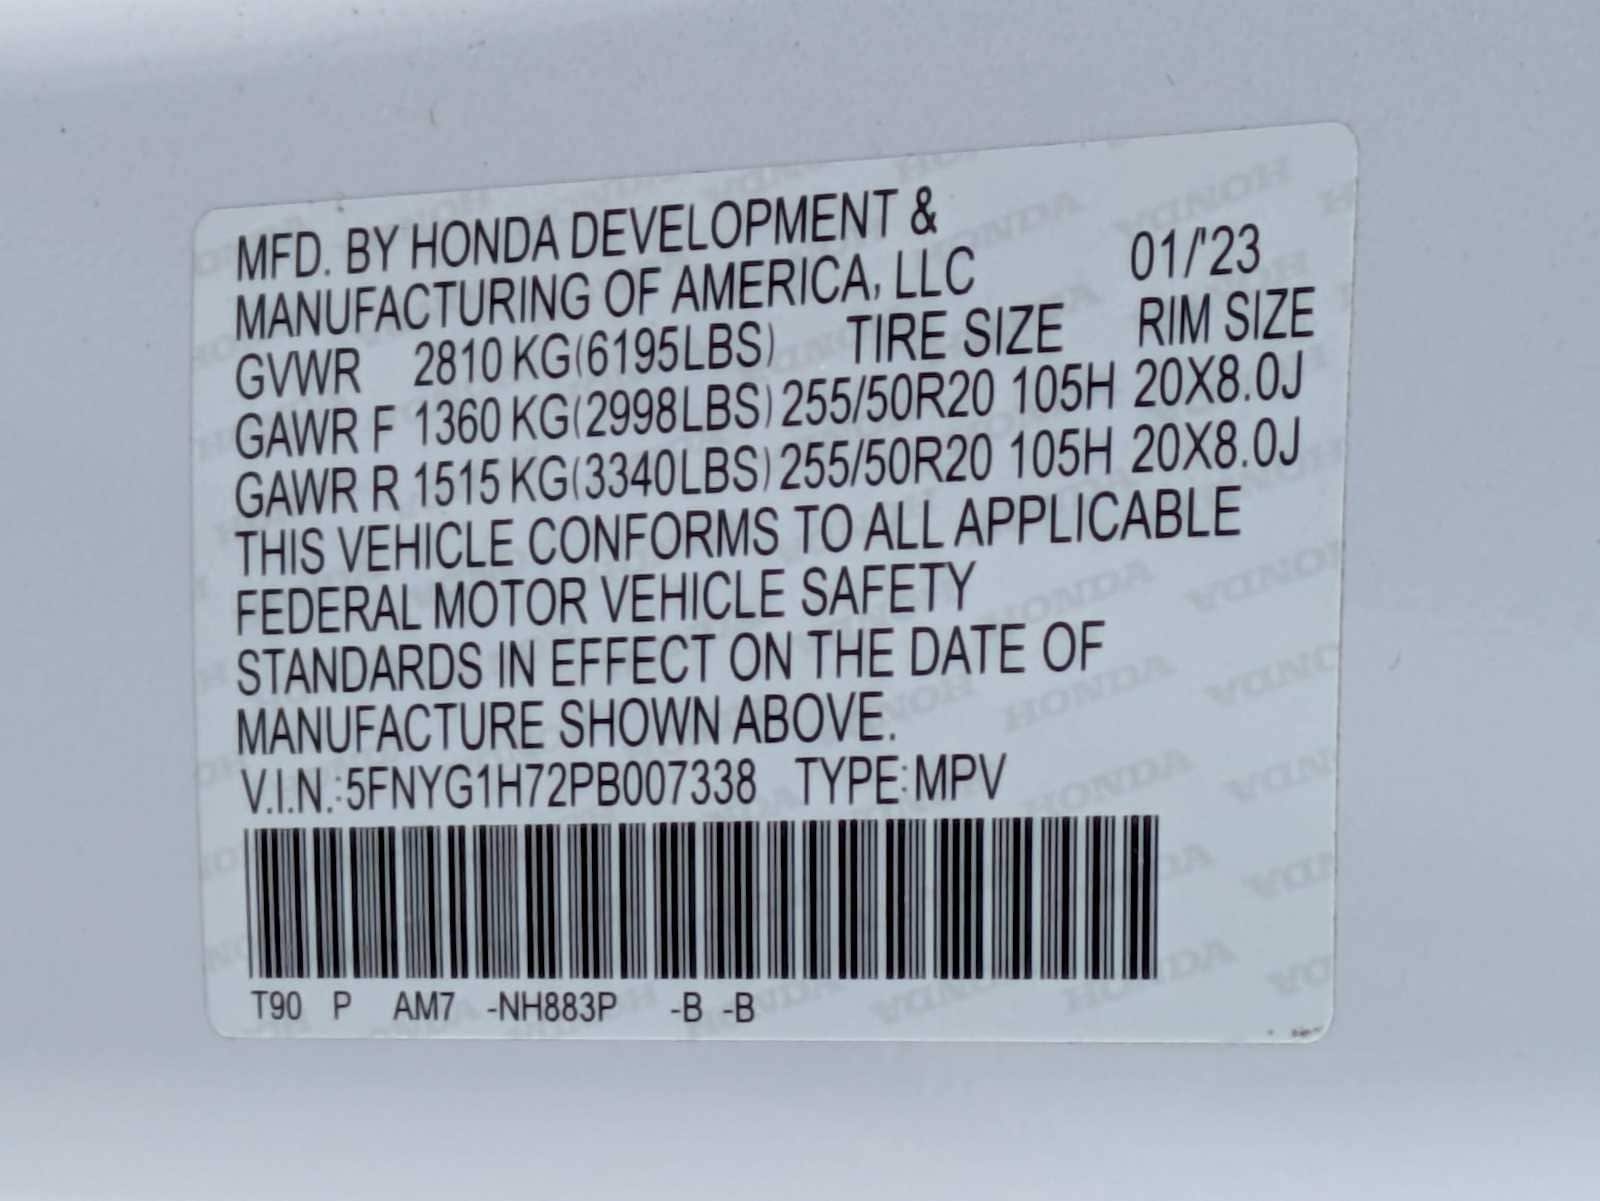 MFD. BY HONDA DEVELOPMENT &
MANUFACTURING OF AMERICA, LLC 01/'23
GVWR 2810 KG(6195LBS) TIRE SIZE RIM SIZE
GAWR F 1360 KG(2998LBS) 255/50R20 105H 20X8.0J
GAWR R 1515 KG(3340LBS) 255/50R20 105H 20X8.0J
THIS VEHICLE CONFORMS TO ALL APPLICABLE
FEDERAL MOTOR VEHICLE SAFETY
STANDARDS IN EFFECT ON THE DATE OF
MANUFACTURE SHOWN ABOVE.
V.I.N.:5FNYG1H72PB007338 TYPE:MPV
T90 P AM7 -NH883P -B -B